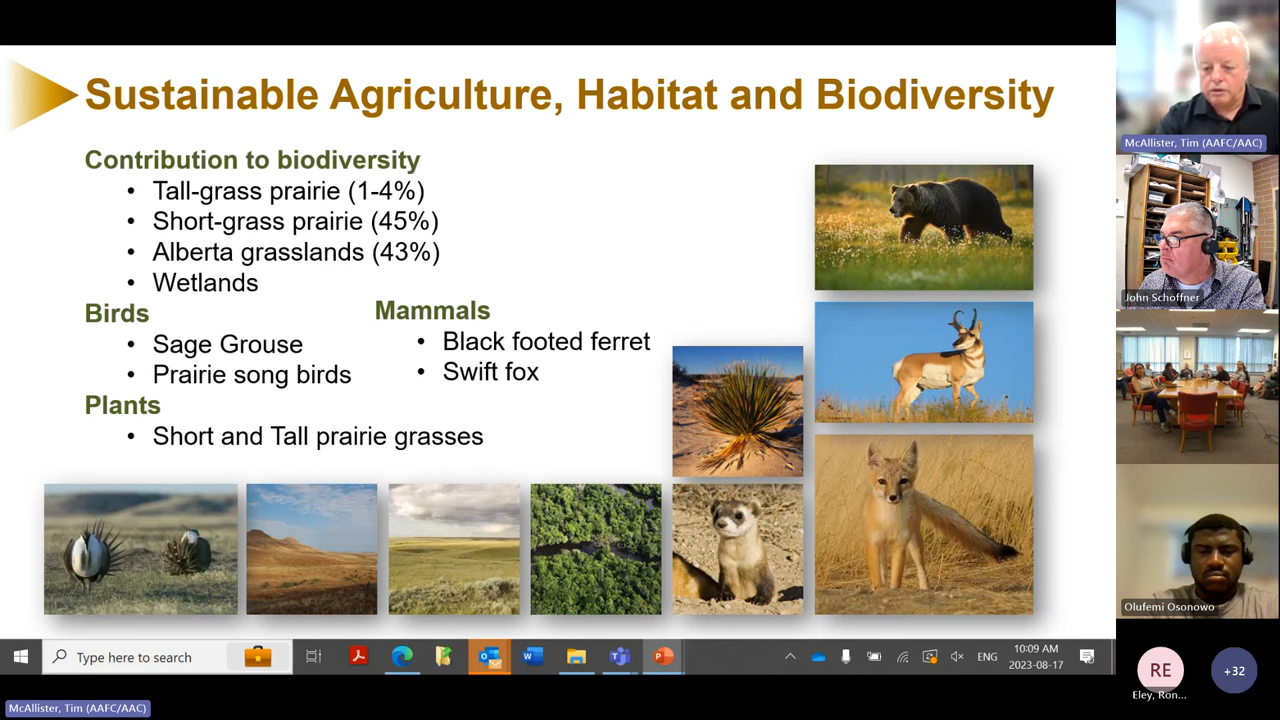 Sustainable Agriculture, Habitat and Biodiversity
Contribution to biodiversity
• Tall-grass prairie (1-4%)
• Short-grass prairie (45%)
• Alberta grasslands (43%)
• Wetlands
Birds
• Sage Grouse
• Prairie song birds
Mammals
• Black footed ferret
• Swift fox
Plants
• Short and Tall prairie grasses
Type here to search
ENG
10:09 AM
2023-08-17
McAllister, Tim (AAFC/AAC)
McAllister, Tim (AAFC/AAC)
John Schoffner
Olufemi Osonowo
RE
Eley, Ron...
+32